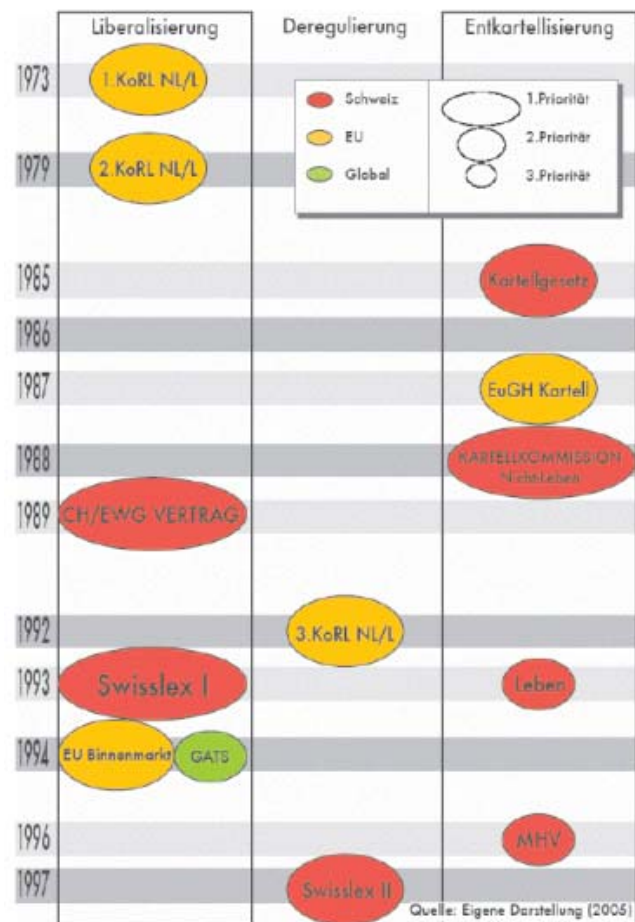 Liberalisierung Deregulierung Entkartellisierung
1973 1.KoRL NL/L
Schweiz
EU
Global
1.Priorität
2.Priorität
3.Priorität
1979 2.KoRL NL/L
1985 Kartellgesetz
1986
1987 EuGH Kartell
1988 KARTELLKOMMISSION
Nicht-Leben
1989 CH/EWG VERTRAG
1992 3.KoRL NL/L
1993 Swisslex I Leben
1994 EU Binnenmarkt GATS
1996 MHV
1997 Swisslex II
Quelle: Eigene Darstellung (2005)